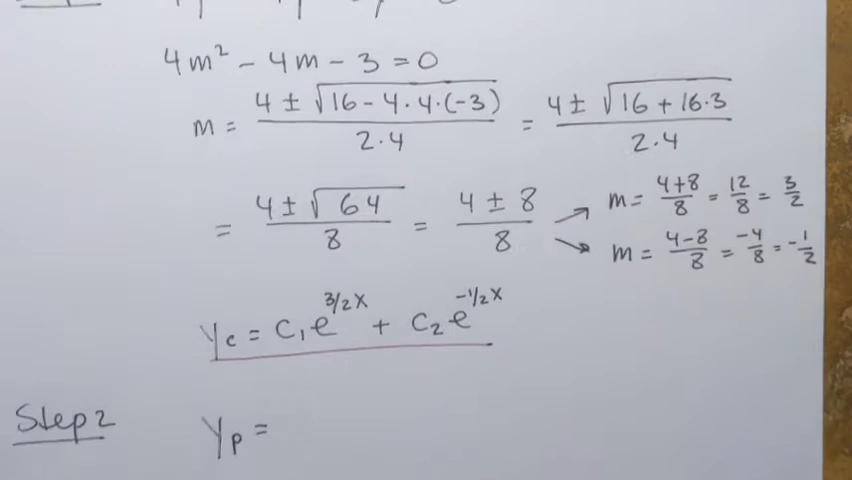 4m² - 4m - 3 = 0
m = (4 ± √(16 - 4·4·(-3))) / (2·4) = (4 ± √(16 + 16·3)) / (2·4)
= (4 ± √64) / 8 = (4 ± 8) / 8
m = (4+8)/8 = 12/8 = 3/2
m = (4-8)/8 = -4/8 = -1/2
y_c = c₁e^(3/2x) + c₂e^(-1/2x)
Step 2 y_p =